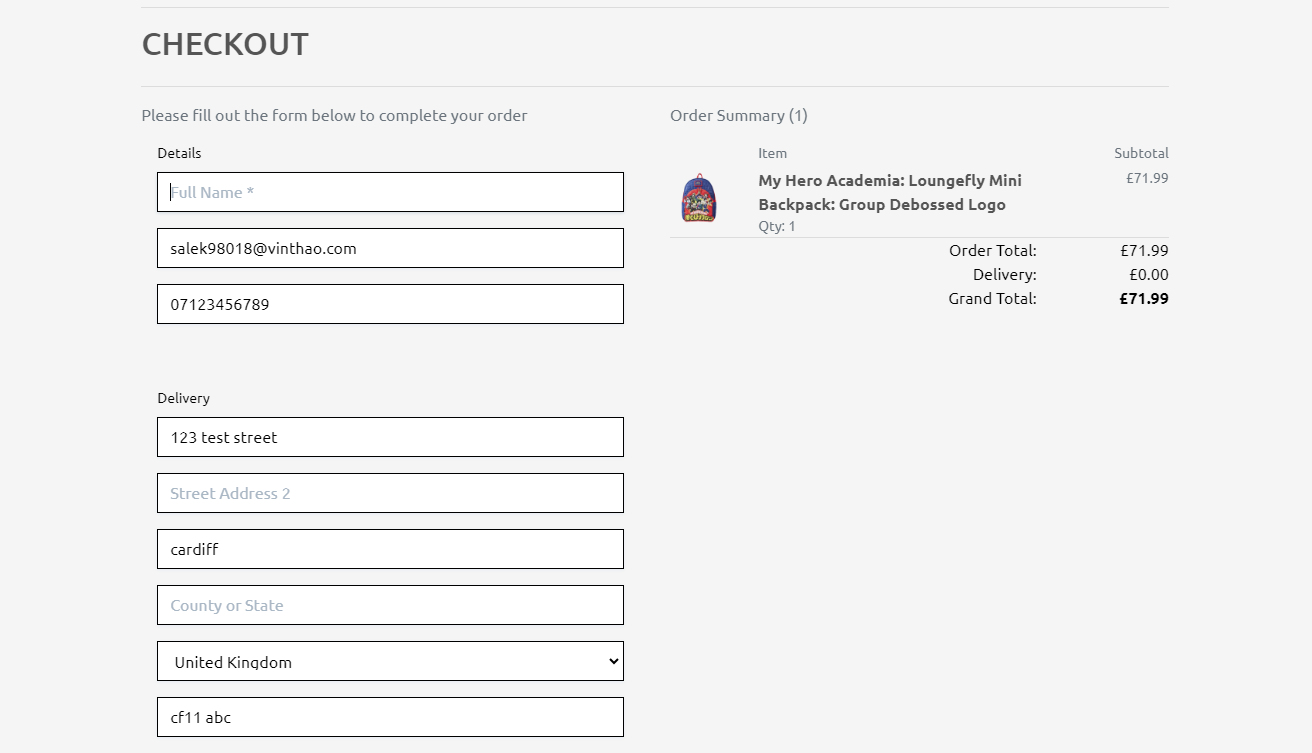 CHECKOUT
Please fill out the form below to complete your order
Details
Full Name *
salek98018@vinthao.com
07123456789
Delivery
123 test street
Street Address 2
cardiff
County or State
United Kingdom
cf11 abc
Order Summary (1)
Item Subtotal
My Hero Academia: Loungefly Mini £71.99
Backpack: Group Debossed Logo
Qty: 1
Order Total: £71.99
Delivery: £0.00
Grand Total: £71.99